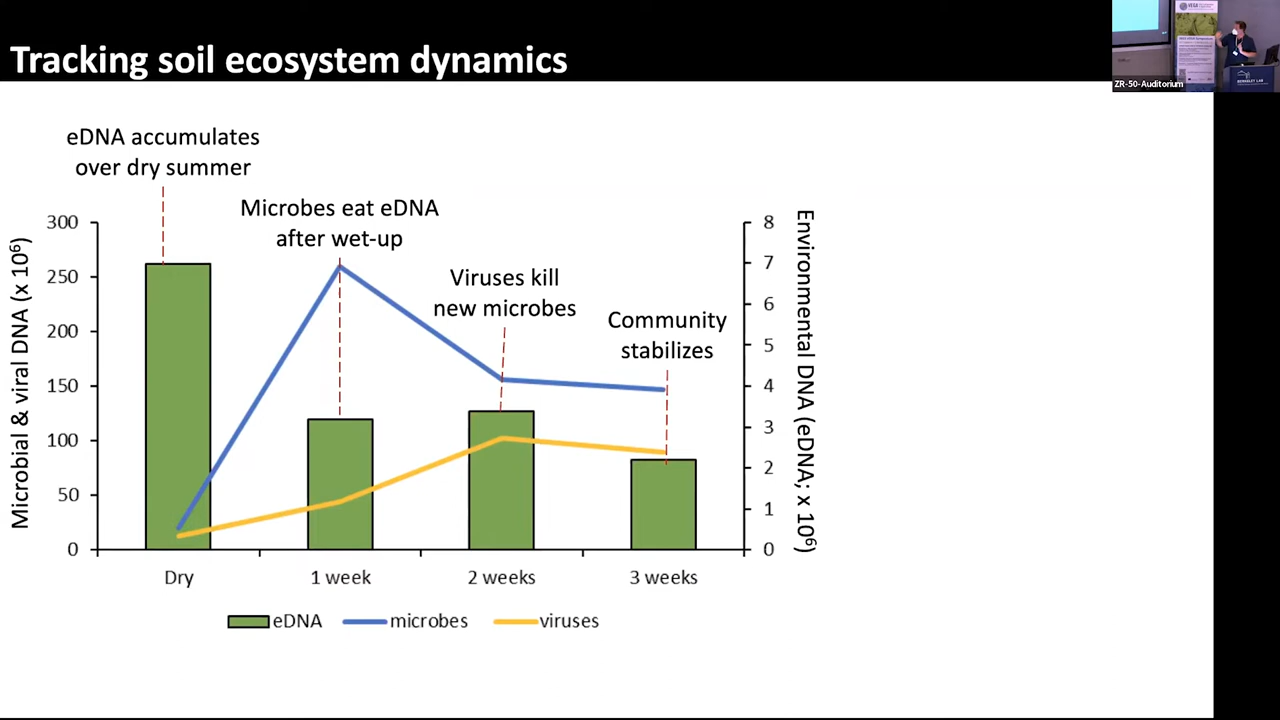 Tracking soil ecosystem dynamics
ZR-50-Auditorium
BERKELEY LAB
eDNA accumulates
over dry summer
Microbes eat eDNA
after wet-up
Viruses kill
new microbes
Community
stabilizes
Microbial & viral DNA (x 10⁶)
300
250
200
150
100
50
0
8
7
6
5
4
3
2
1
0
Environmental DNA (eDNA; x 10⁶)
Dry
1 week
2 weeks
3 weeks
eDNA
microbes
viruses